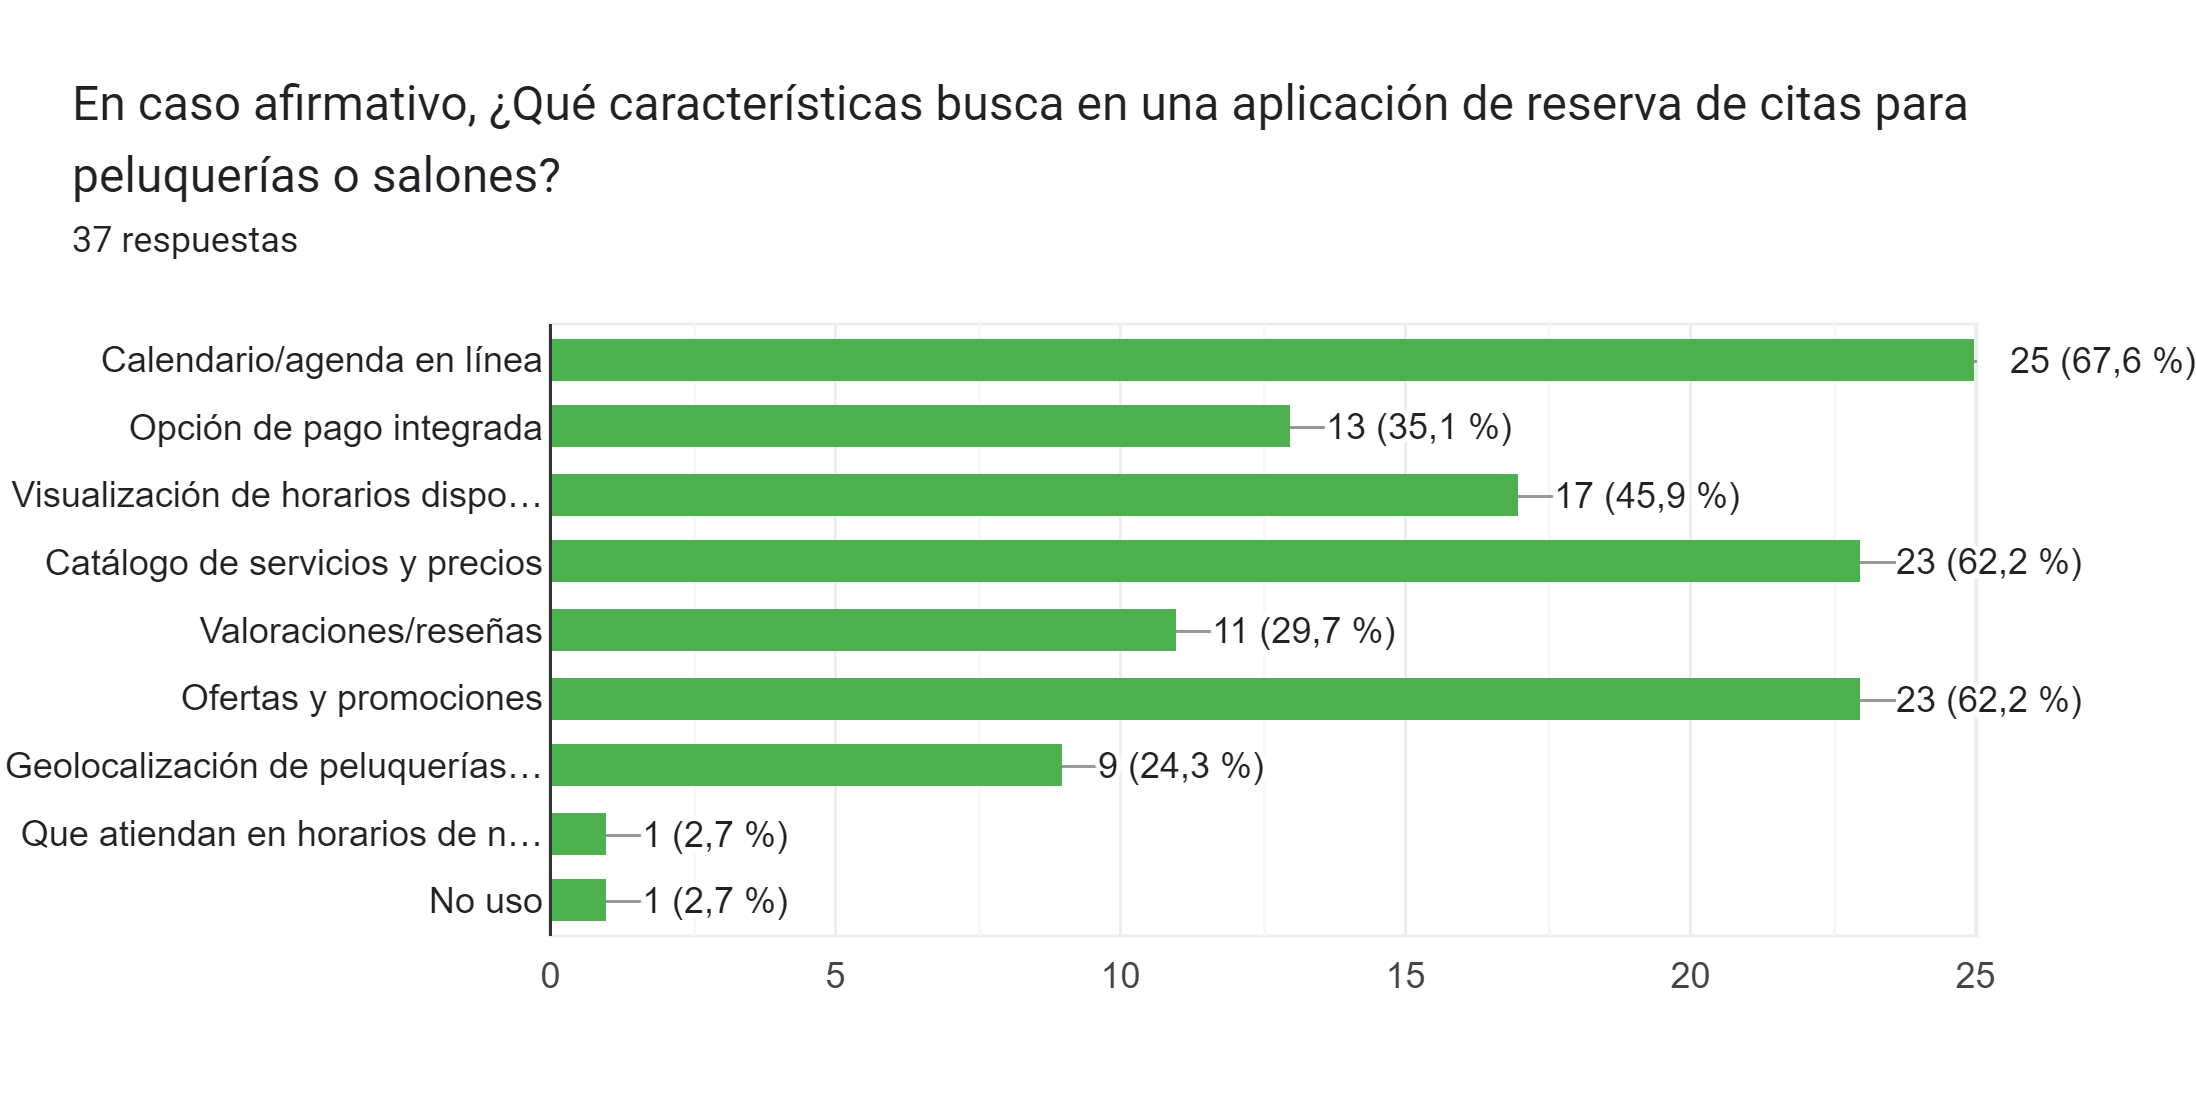 En caso afirmativo, ¿Qué características busca en una aplicación de reserva de citas para
peluquerías o salones?
37 respuestas
Calendario/agenda en línea 25 (67,6 %)
Opción de pago integrada 13 (35,1 %)
Visualización de horarios dispo… 17 (45,9 %)
Catálogo de servicios y precios 23 (62,2 %)
Valoraciones/reseñas 11 (29,7 %)
Ofertas y promociones 23 (62,2 %)
Geolocalización de peluquerías… 9 (24,3 %)
Que atiendan en horarios de n… 1 (2,7 %)
No uso 1 (2,7 %)
0 5 10 15 20 25